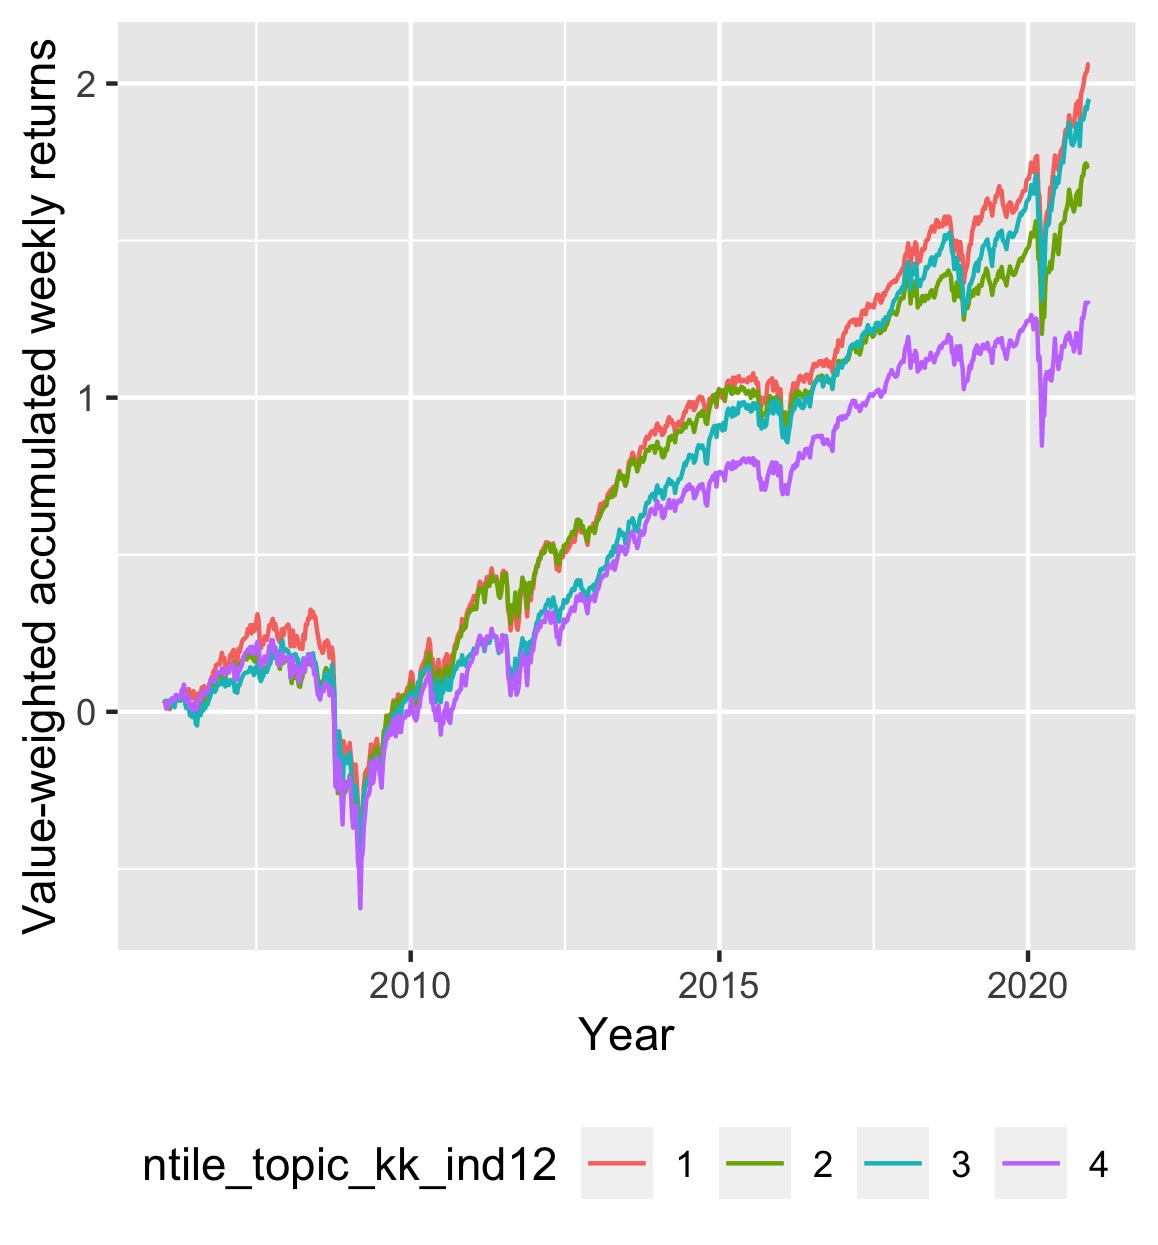 Value-weighted accumulated weekly returns
2
1
0
2010 2015 2020
Year
ntile_topic_kk_ind12 1 2 3 4